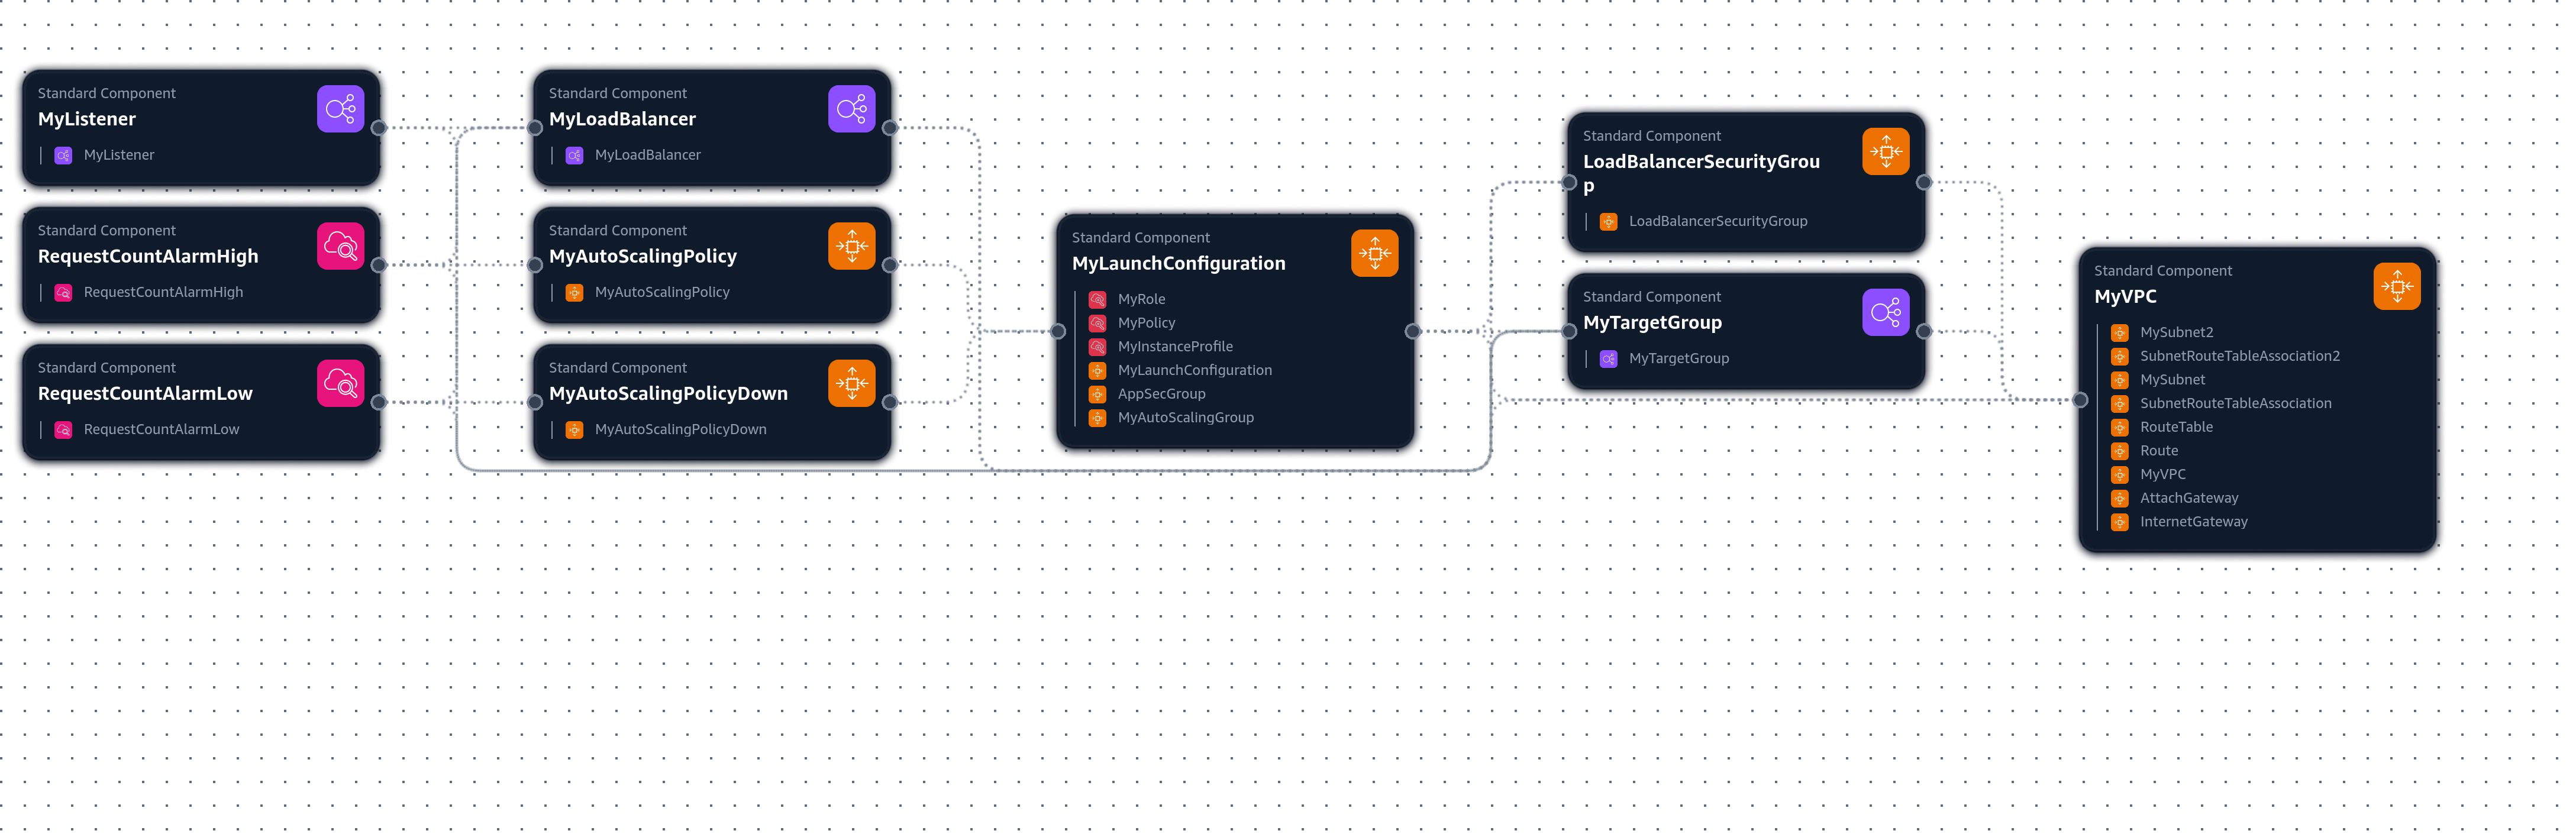 Standard Component
MyListener
MyListener
Standard Component
RequestCountAlarmHigh
RequestCountAlarmHigh
Standard Component
RequestCountAlarmLow
RequestCountAlarmLow
Standard Component
MyLoadBalancer
MyLoadBalancer
Standard Component
MyAutoScalingPolicy
MyAutoScalingPolicy
Standard Component
MyAutoScalingPolicyDown
MyAutoScalingPolicyDown
Standard Component
MyLaunchConfiguration
MyRole
MyPolicy
MyInstanceProfile
MyLaunchConfiguration
AppSecGroup
MyAutoScalingGroup
Standard Component
LoadBalancerSecurityGrou
p
LoadBalancerSecurityGroup
Standard Component
MyTargetGroup
MyTargetGroup
Standard Component
MyVPC
MySubnet2
SubnetRouteTableAssociation2
MySubnet
SubnetRouteTableAssociation
RouteTable
Route
MyVPC
AttachGateway
InternetGateway